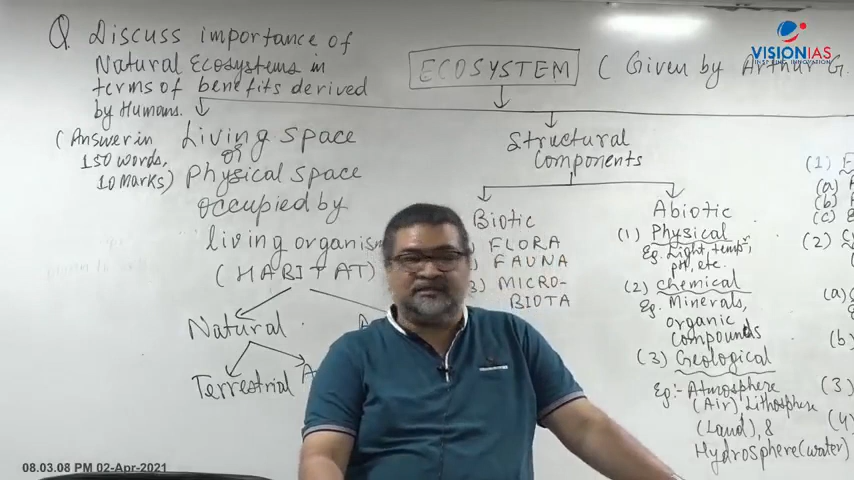 Q. Discuss importance of
Natural Ecosystems in
terms of benefits derived
by Humans.
(Answer in
150 words,
10 Marks)
ECOSYSTEM (Given by Arthur G.
Living Space
or
Physical Space
occupied by
living organism
(HABITAT)
Natural
Terrestrial
A
Structural
Components
Biotic
FLORA
FAUNA
3) MICRO-
BIOTA
Abiotic
(1) Physical
Eg. Light, temp,
pH, etc.
(2) Chemical
Eg. Minerals,
organic
compounds
(3) Geological
Eg:- Atmosphere
(Air), Lithosphere
(Land), &
Hydrosphere (water)
(1) E
(a)
(b)
(c)
(2)
(a)
(b)
(3)
(4)
VISIONIAS
INSPIRING INNOVATION
08.03.08 PM 02-Apr-2021